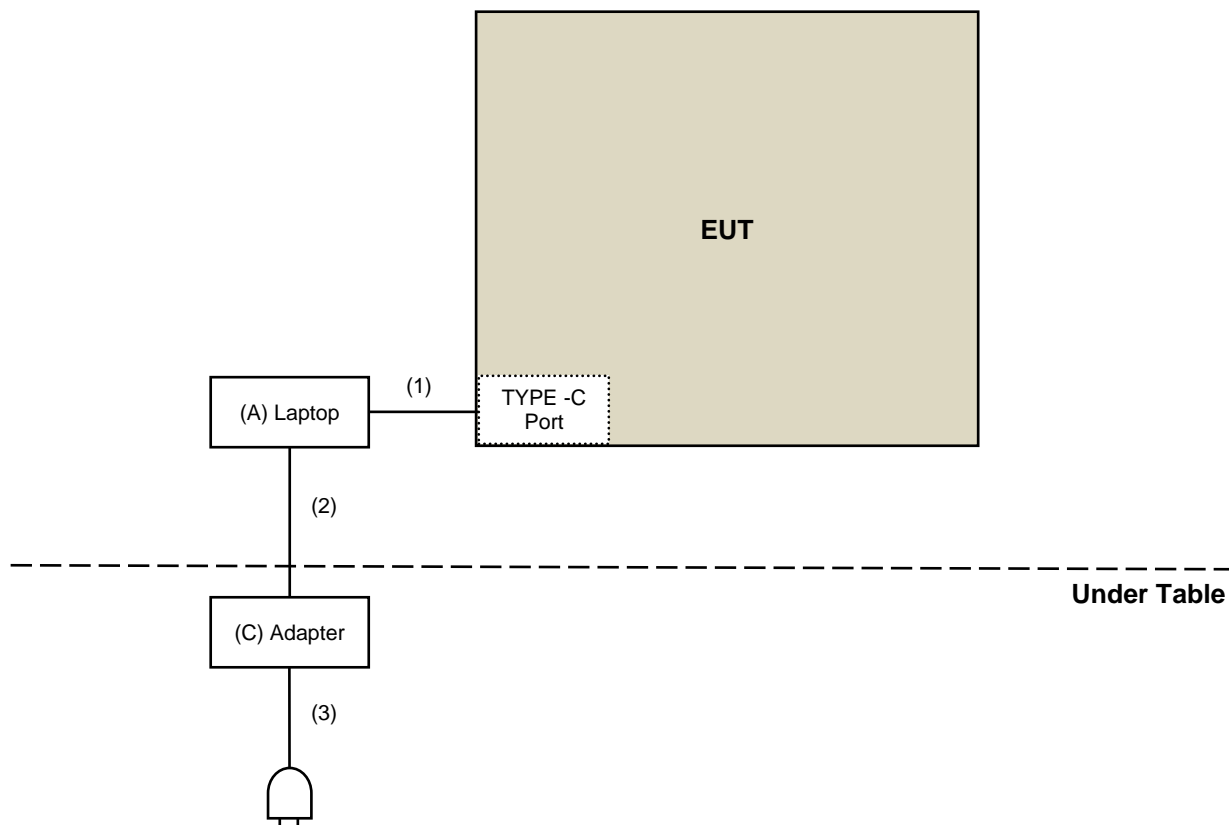 EUT
(1)
TYPE -C
Port
(A) Laptop
(2)
Under Table
(C) Adapter
(3)